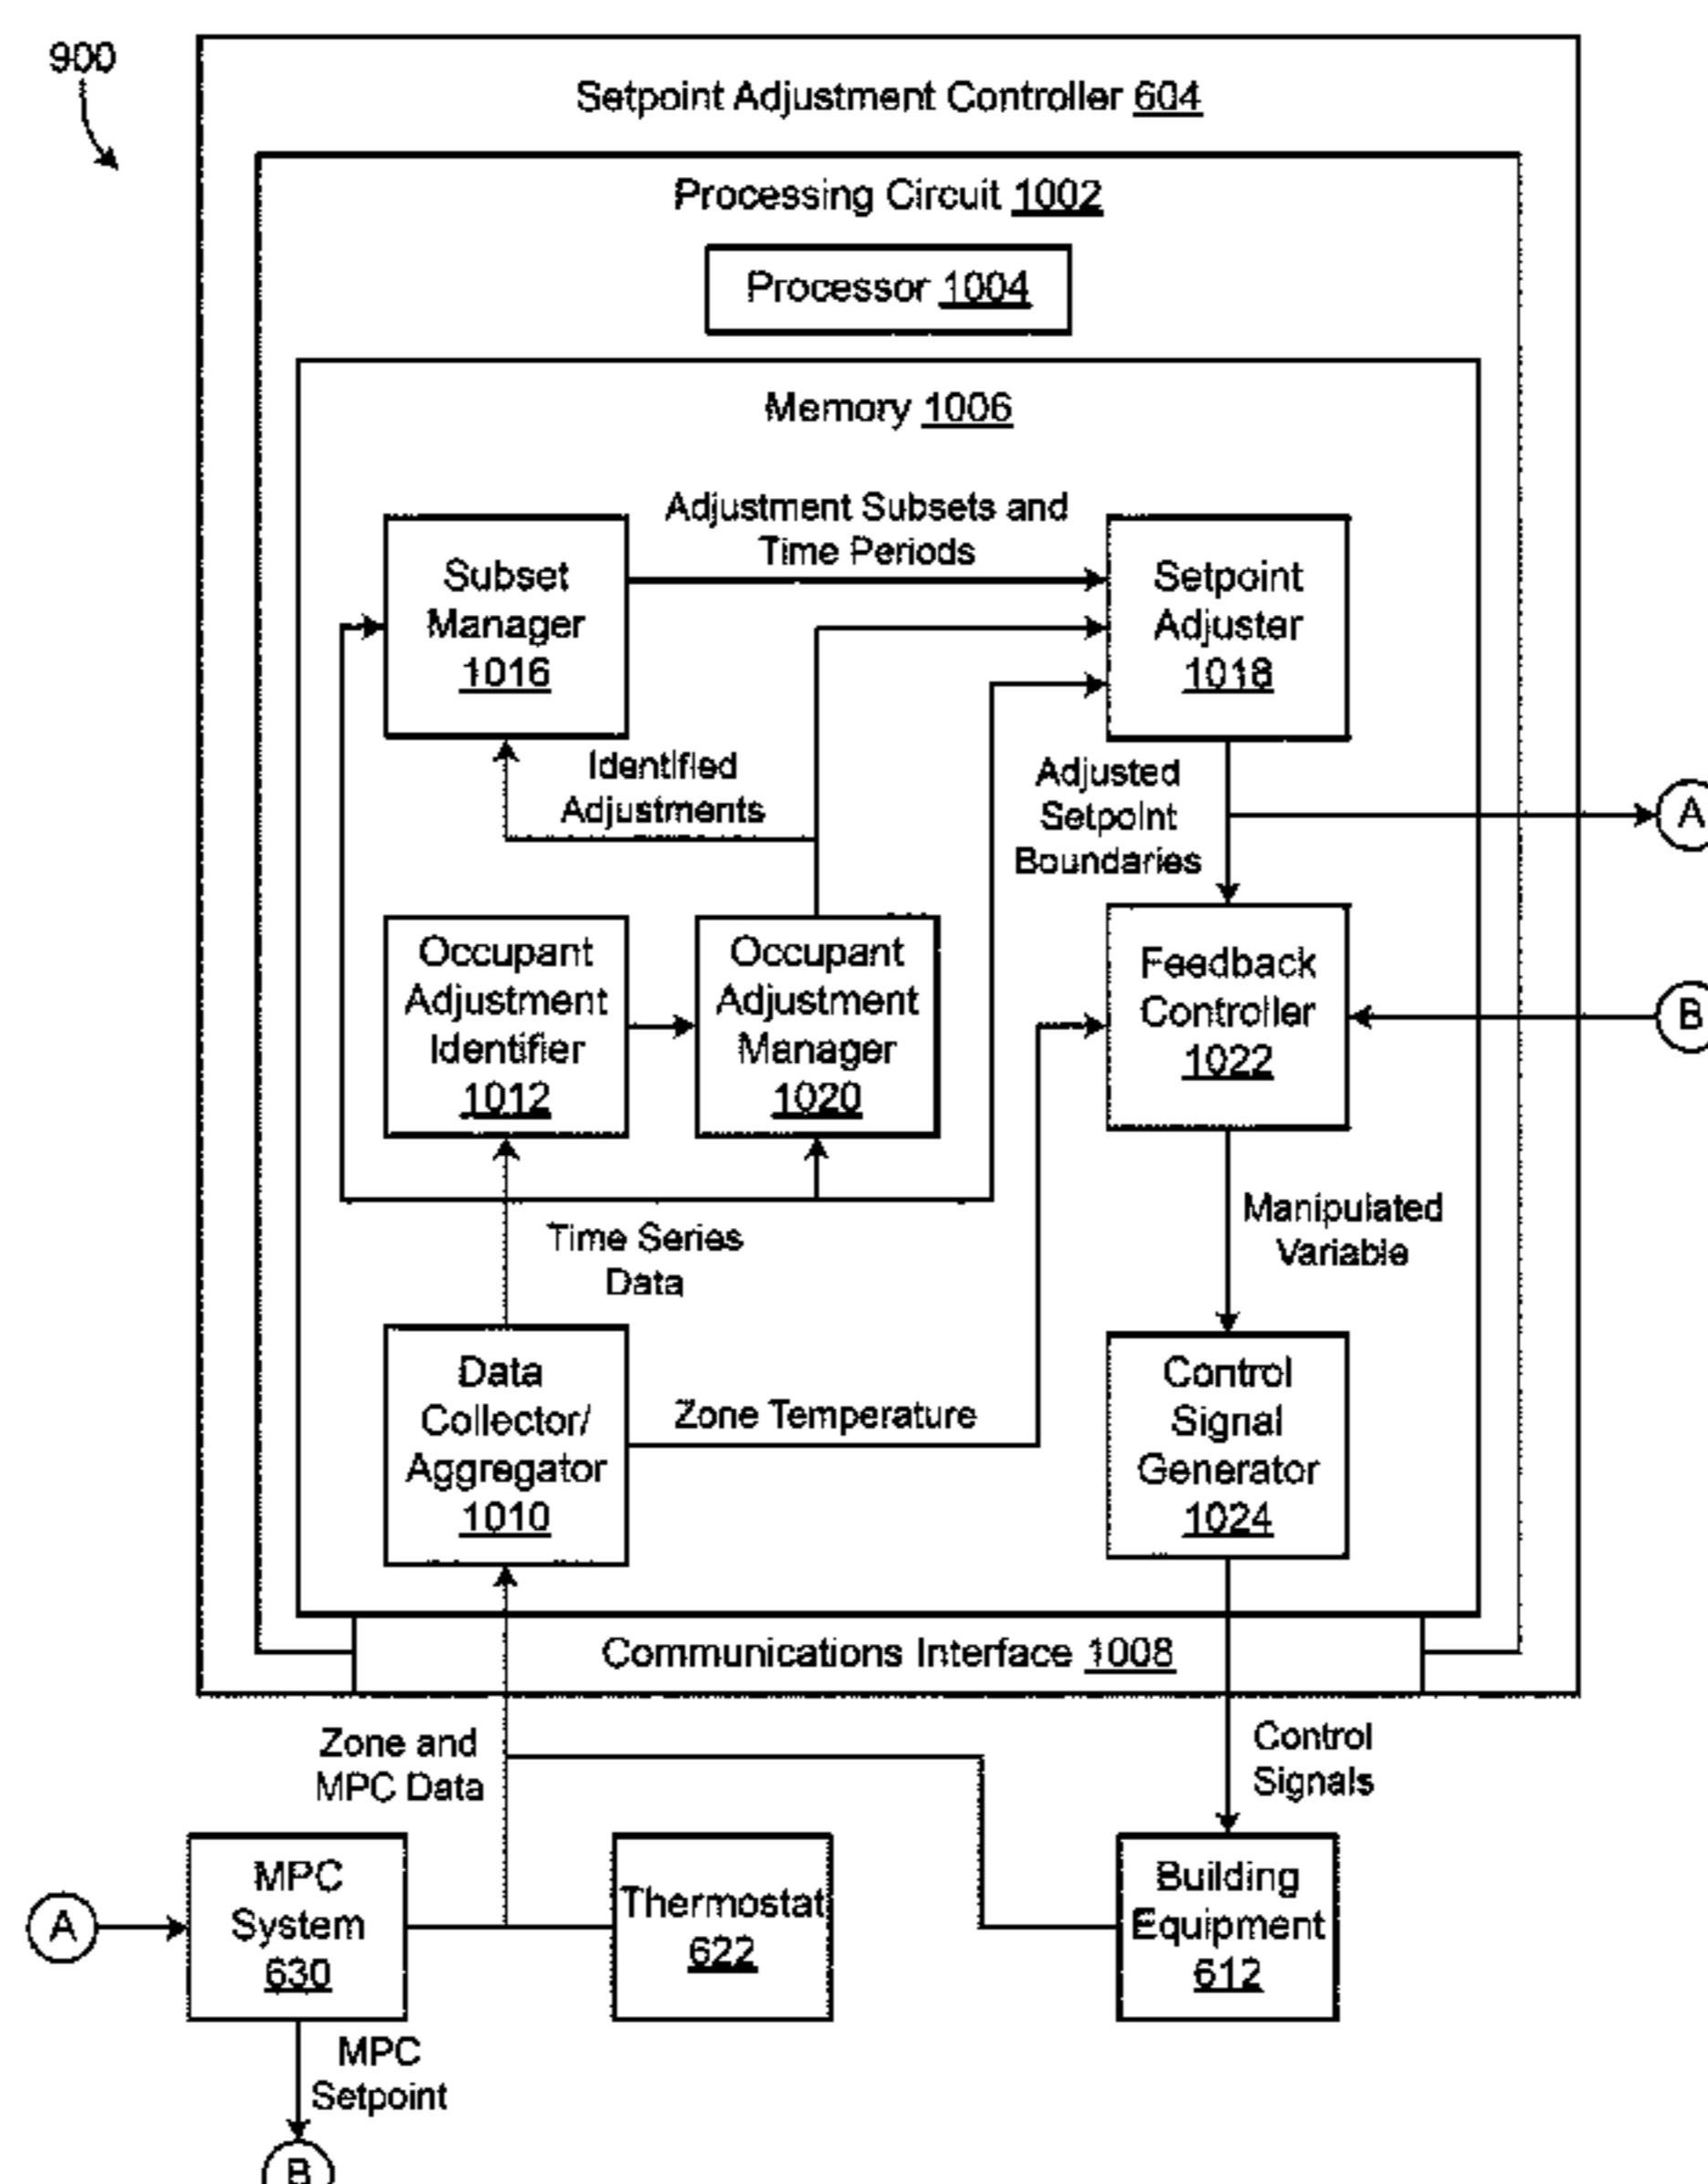 900
Setpoint Adjustment Controller 604
Processing Circuit 1002
Processor 1004
Memory 1006
Adjustment Subsets and
Time Periods
Subset
Manager
1016
Setpoint
Adjuster
1018
Identified
Adjustments
Adjusted
Setpoint
Boundaries
A
Occupant
Adjustment
Identifier
1012
Occupant
Adjustment
Manager
1020
Feedback
Controller
1022
B
Time Series
Data
Manipulated
Variable
Data
Collector/
Aggregator
1010
Zone Temperature
Control
Signal
Generator
1024
Communications Interface 1008
Zone and
MPC Data
Control
Signals
A
MPC
System
630
Thermostat
622
Building
Equipment
612
MPC
Setpoint
B